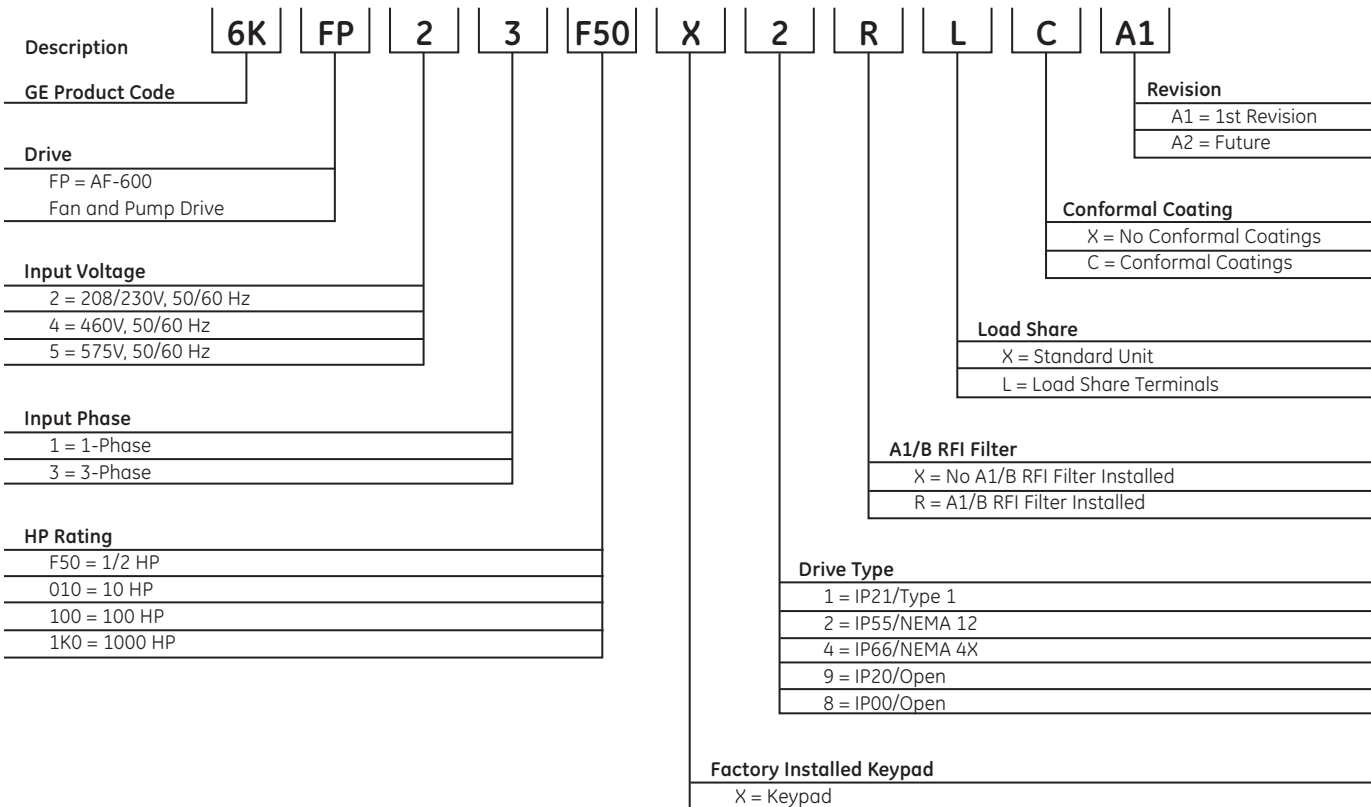 Description 6K FP 2 3 F50 X 2 R L C A1
GE Product Code
Drive
FP = AF-600
Fan and Pump Drive
Input Voltage
2 = 208/230V, 50/60 Hz
4 = 460V, 50/60 Hz
5 = 575V, 50/60 Hz
Input Phase
1 = 1-Phase
3 = 3-Phase
HP Rating
F50 = 1/2 HP
010 = 10 HP
100 = 100 HP
1K0 = 1000 HP
Revision
A1 = 1st Revision
A2 = Future
Conformal Coating
X = No Conformal Coatings
C = Conformal Coatings
Load Share
X = Standard Unit
L = Load Share Terminals
A1/B RFI Filter
X = No A1/B RFI Filter Installed
R = A1/B RFI Filter Installed
Drive Type
1 = IP21/Type 1
2 = IP55/NEMA 12
4 = IP66/NEMA 4X
9 = IP20/Open
8 = IP00/Open
Factory Installed Keypad
X = Keypad